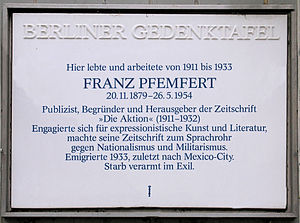 BERLINER GEDENKTAFEL
Hier lebte und arbeitete von 1911 bis 1933
FRANZ PFEMFERT
20.11.1879–26.5.1954
Publizist, Begründer und Herausgeber der Zeitschrift
»Die Aktion« (1911–1932)
Engagierte sich für expressionistische Kunst und Literatur,
machte seine Zeitschrift zum Sprachrohr
gegen Nationalismus und Militarismus.
Emigrierte 1933, zuletzt nach Mexico-City.
Starb verarmt im Exil.